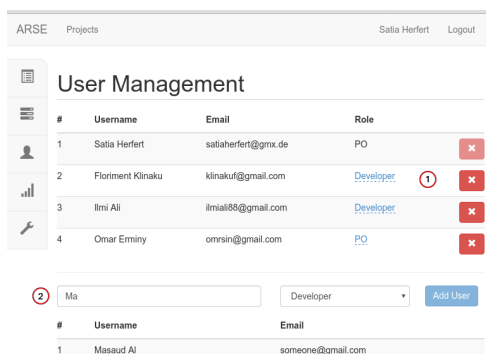 ARSE Projects Satia Herfert Logout
User Management
# Username Email Role
1 Satia Herfert satiaherfert@gmx.de PO
2 Floriment Klinaku klinakuf@gmail.com Developer 1
3 Ilmi Ali ilmiali88@gmail.com Developer
4 Omar Erminy omrsin@gmail.com PO
2 Ma Developer Add User
# Username Email
1 Masaud Al someone@gmail.com